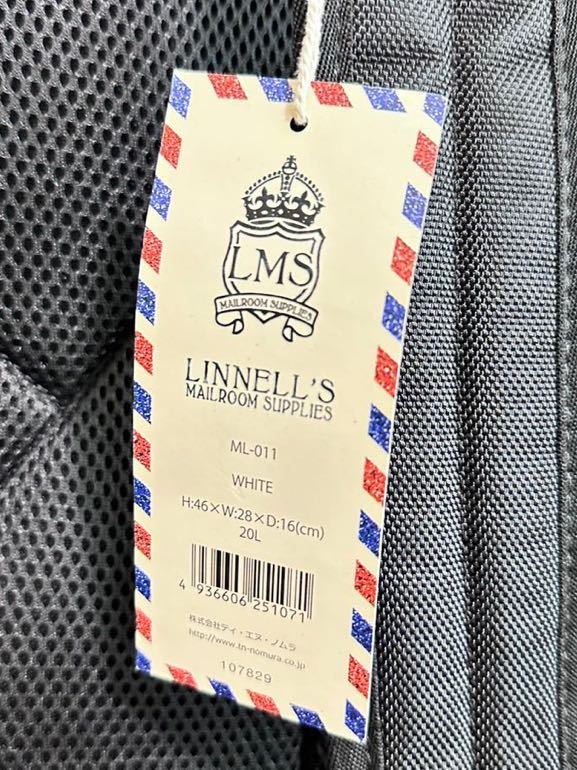 LMS
MAILROOM SUPPLIES
LINNELL'S
MAILROOM SUPPLIES
ML-011
WHITE
H:46×W:28×D:16(cm)
20L
4 936606 251071
株式会社ティ・エス・ノムラ
http://www.tn-nomura.co.jp
107829